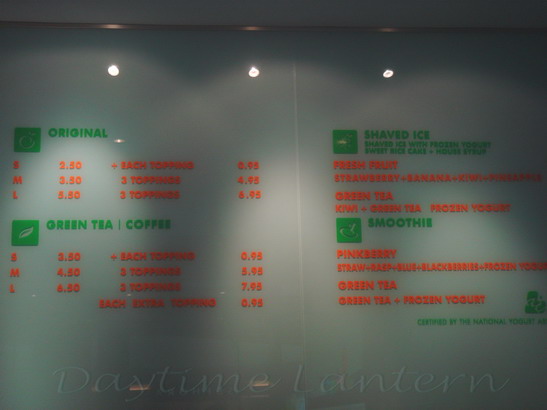 ORIGINAL
S 2.50 + EACH TOPPING 0.95
M 3.50 3 TOPPINGS 4.95
L 5.50 3 TOPPINGS 6.95
GREEN TEA | COFFEE
S 3.50 + EACH TOPPING 0.95
M 4.50 3 TOPPINGS 5.95
L 6.50 3 TOPPINGS 7.95
EACH EXTRA TOPPING 0.95
SHAVED ICE
SHAVED ICE WITH FROZEN YOGURT
SWEET RICE CAKE + HOUSE SYRUP
FRESH FRUIT
STRAWBERRY+BANANA+KIWI+PINEAPPLE
GREEN TEA
KIWI + GREEN TEA FROZEN YOGURT
SMOOTHIE
PINKBERRY
STRAW+RASP+BLUE+BLACKBERRIES+FROZEN
GREEN TEA
GREEN TEA + FROZEN YOGURT
CERTIFIED BY THE NATIONAL YOGURT
Daytime Lantern